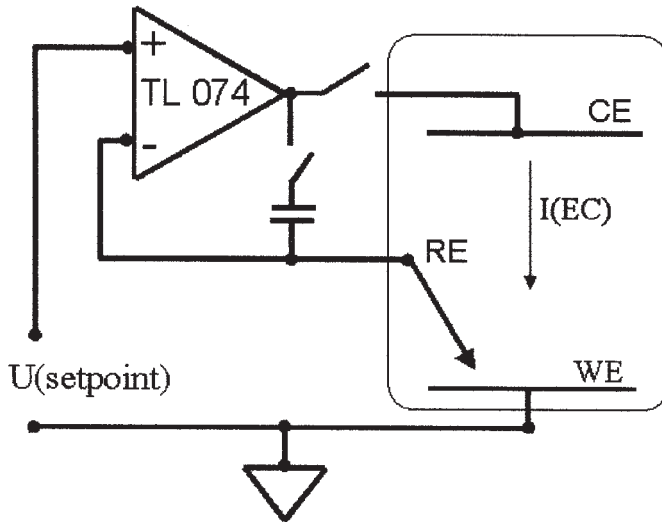 +
TL 074
-
CE
I(EC)
RE
U(setpoint)
WE